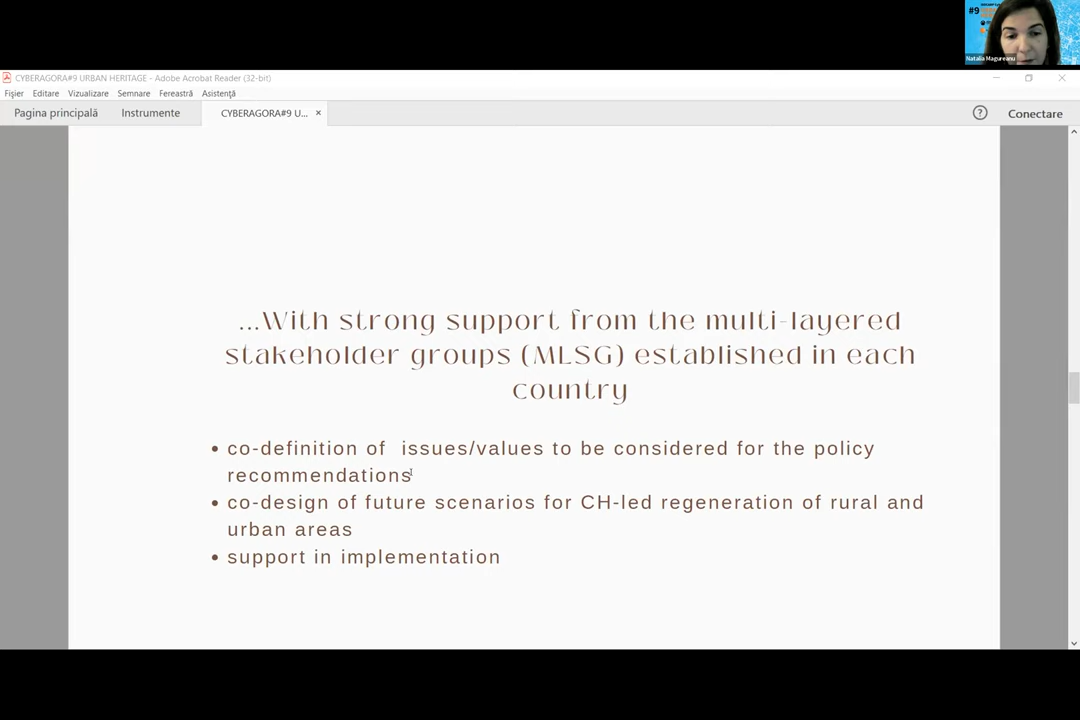 #9
Natalia Magureanu
CYBERAGORA#9 URBAN HERITAGE - Adobe Acrobat Reader (32-bit)
Fişier Editare Vizualizare Semnare Fereastră Asistenţă
Pagina principală Instrumente CYBERAGORA#9 U... × ? Conectare
...With strong support from the multi-layered
stakeholder groups (MLSG) established in each
country
• co-definition of  issues/values to be considered for the policy
recommendations
• co-design of future scenarios for CH-led regeneration of rural and
urban areas
• support in implementation